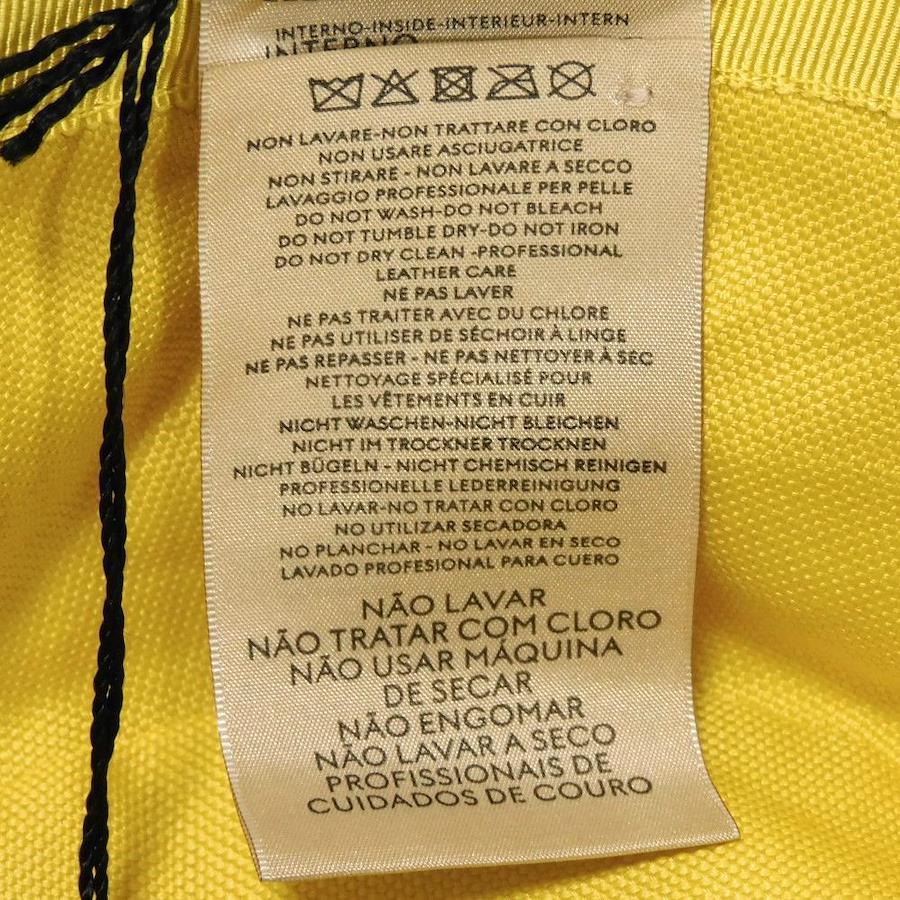 INTERNO-INSIDE-INTERIEUR-INTERN
INTERNO
NON LAVARE-NON TRATTARE CON CLORO
NON USARE ASCIUGATRICE
NON STIRARE - NON LAVARE A SECCO
LAVAGGIO PROFESSIONALE PER PELLE
DO NOT WASH-DO NOT BLEACH
DO NOT TUMBLE DRY-DO NOT IRON
DO NOT DRY CLEAN -PROFESSIONAL
LEATHER CARE
NE PAS LAVER
NE PAS TRAITER AVEC DU CHLORE
NE PAS UTILISER DE SÉCHOIR À LINGE
NE PAS REPASSER - NE PAS NETTOYER À SEC
NETTOYAGE SPÉCIALISÉ POUR
LES VÊTEMENTS EN CUIR
NICHT WASCHEN-NICHT BLEICHEN
NICHT IM TROCKNER TROCKNEN
NICHT BÜGELN - NICHT CHEMISCH REINIGEN
PROFESSIONELLE LEDERREINIGUNG
NO LAVAR-NO TRATAR CON CLORO
NO UTILIZAR SECADORA
NO PLANCHAR - NO LAVAR EN SECO
LAVADO PROFESIONAL PARA CUERO
NÃO LAVAR
NÃO TRATAR COM CLORO
NÃO USAR MÁQUINA
DE SECAR
NÃO ENGOMAR
NÃO LAVAR A SECO
PROFISSIONAIS DE
CUIDADOS DE COURO